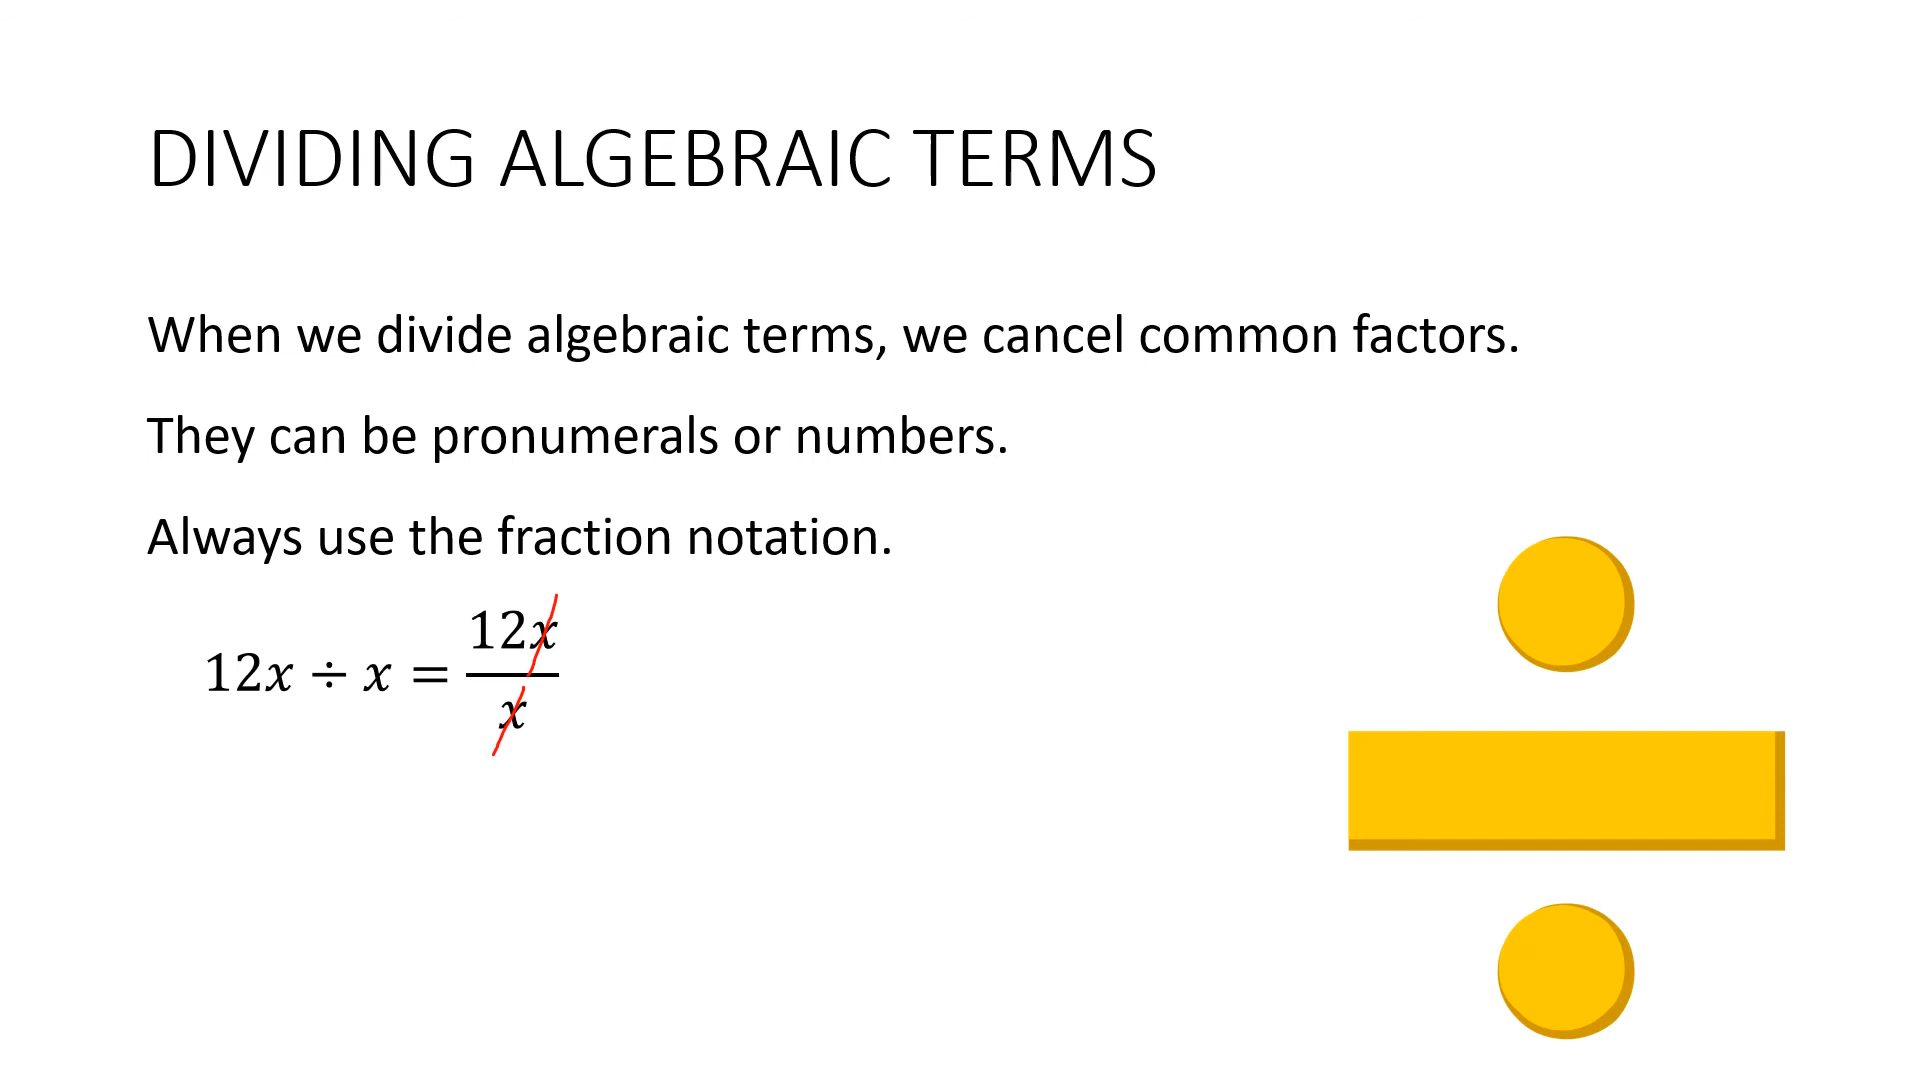 DIVIDING ALGEBRAIC TERMS
When we divide algebraic terms, we cancel common factors.
They can be pronumerals or numbers.
Always use the fraction notation.
12x ÷ x = 12x/x